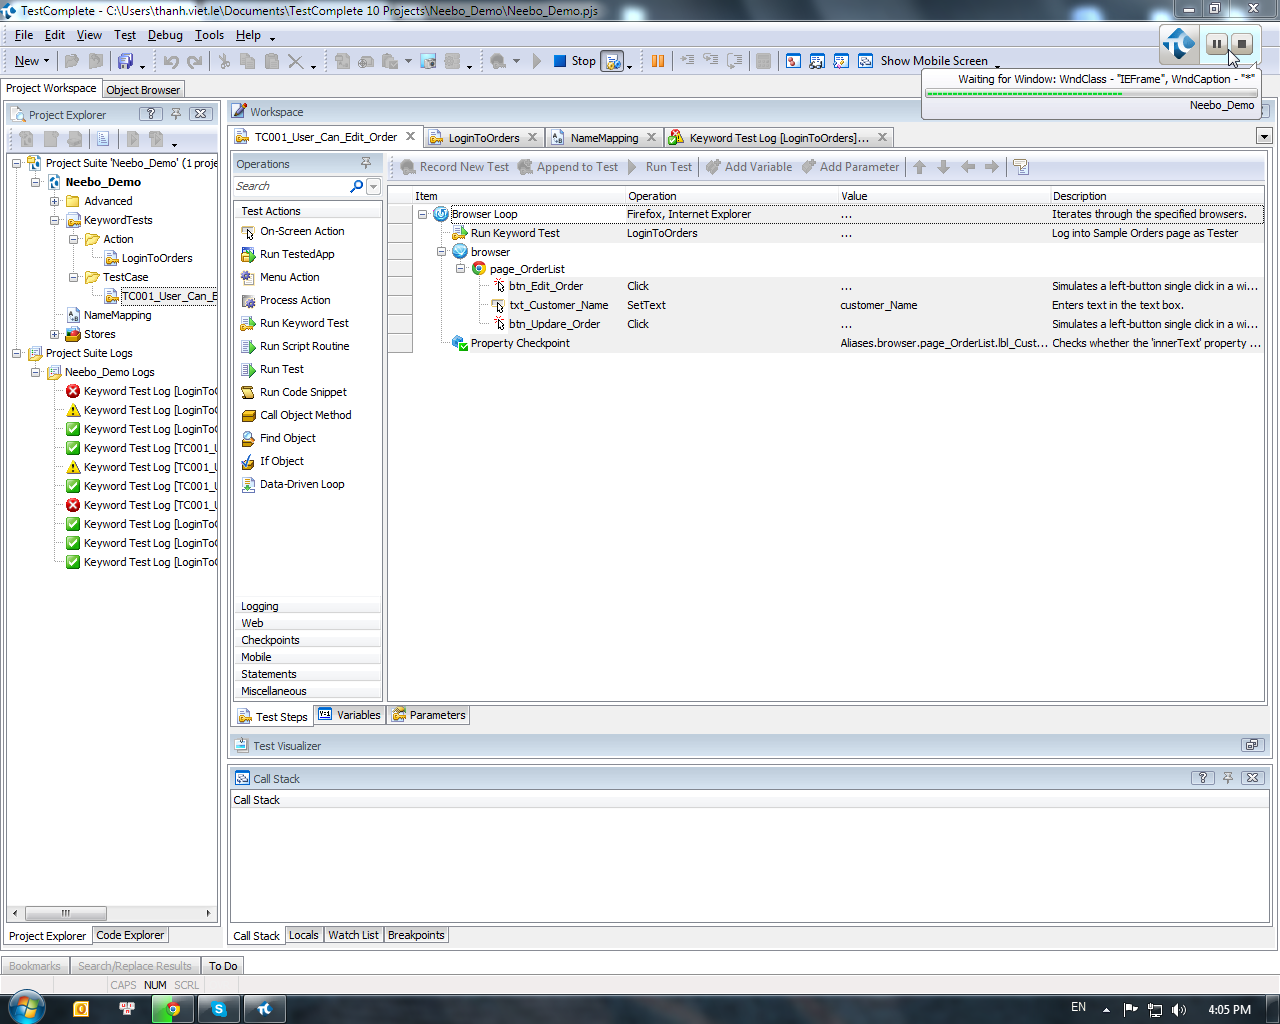 TestComplete - C:\Users\thanh.viet.le\Documents\TestComplete 10 Projects\Neebo_Demo\Neebo_Demo.pjs
File Edit View Test Debug Tools Help
New Stop Show Mobile Screen
Waiting for Window: WndClass - "IEFrame", WndCaption - "*"
Neebo_Demo
Project Workspace Object Browser
Project Explorer
Project Suite 'Neebo_Demo' (1 proje
Neebo_Demo
Advanced
KeywordTests
Action
LoginToOrders
TestCase
TC001_User_Can_E
NameMapping
Stores
Project Suite Logs
Neebo_Demo Logs
Keyword Test Log [LoginToO
Keyword Test Log [LoginToO
Keyword Test Log [LoginToO
Keyword Test Log [TC001_U
Keyword Test Log [TC001_U
Keyword Test Log [TC001_U
Keyword Test Log [TC001_U
Keyword Test Log [LoginToO
Keyword Test Log [LoginToO
Keyword Test Log [LoginToO
Project Explorer Code Explorer
Workspace
TC001_User_Can_Edit_Order LoginToOrders NameMapping Keyword Test Log [LoginToOrders]...
Operations
Search
Test Actions
On-Screen Action
Run TestedApp
Menu Action
Process Action
Run Keyword Test
Run Script Routine
Run Test
Run Code Snippet
Call Object Method
Find Object
If Object
Data-Driven Loop
Logging
Web
Checkpoints
Mobile
Statements
Miscellaneous
Record New Test Append to Test Run Test Add Variable Add Parameter
Item Operation Value Description
Browser Loop Firefox, Internet Explorer ... Iterates through the specified browsers.
Run Keyword Test LoginToOrders ... Log into Sample Orders page as Tester
browser
page_OrderList
btn_Edit_Order Click ... Simulates a left-button single click in a wi...
txt_Customer_Name SetText customer_Name Enters text in the text box.
btn_Updare_Order Click ... Simulates a left-button single click in a wi...
Property Checkpoint Aliases.browser.page_OrderList.lbl_Cust... Checks whether the 'innerText' property ...
Test Steps Variables Parameters
Test Visualizer
Call Stack
Call Stack
Call Stack Locals Watch List Breakpoints
Bookmarks Search/Replace Results To Do
CAPS NUM SCRL
EN 4:05 PM